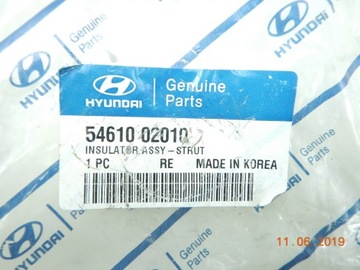 Genuine
Parts
HYUNDAI
HYUNDAI
Genuine
Parts
54610 02010
INSULATOR ASSY-STRUT
1 PC RE MADE IN KOREA
HYUNDAI
11.06.2019